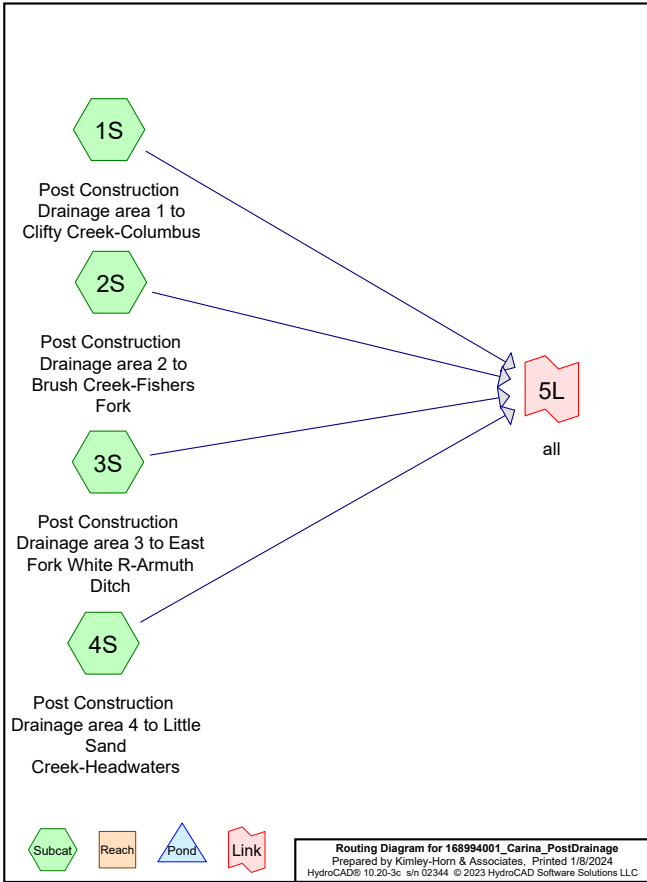 1S
Post Construction
Drainage area 1 to
Clifty Creek-Columbus
2S
Post Construction
Drainage area 2 to
Brush Creek-Fishers
Fork
3S
Post Construction
Drainage area 3 to East
Fork White R-Armuth
Ditch
4S
Post Construction
Drainage area 4 to Little
Sand
Creek-Headwaters
5L
all
Subcat
Reach
Pond
Link
Routing Diagram for 168994001_Carina_PostDrainage
Prepared by Kimley-Horn & Associates, Printed 1/8/2024
HydroCAD® 10.20-3c s/n 02344 © 2023 HydroCAD Software Solutions LLC